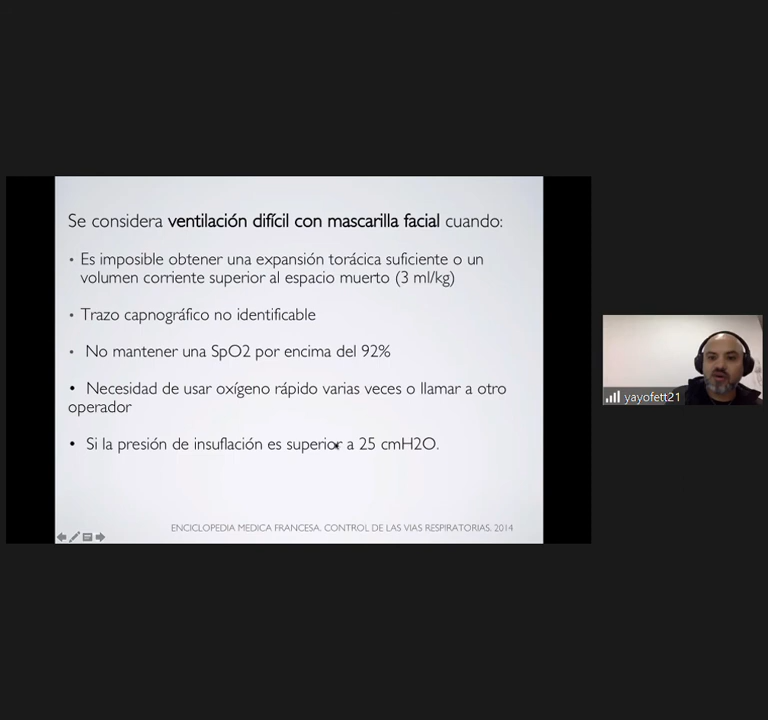 Se considera ventilación difícil con mascarilla facial cuando:
• Es imposible obtener una expansión torácica suficiente o un
volumen corriente superior al espacio muerto (3 ml/kg)
• Trazo capnográfico no identificable
• No mantener una SpO2 por encima del 92%
• Necesidad de usar oxígeno rápido varias veces o llamar a otro
operador
• Si la presión de insuflación es superior a 25 cmH2O.
ENCICLOPEDIA MEDICA FRANCESA. CONTROL DE LAS VIAS RESPIRATORIAS. 2014
yayofett21